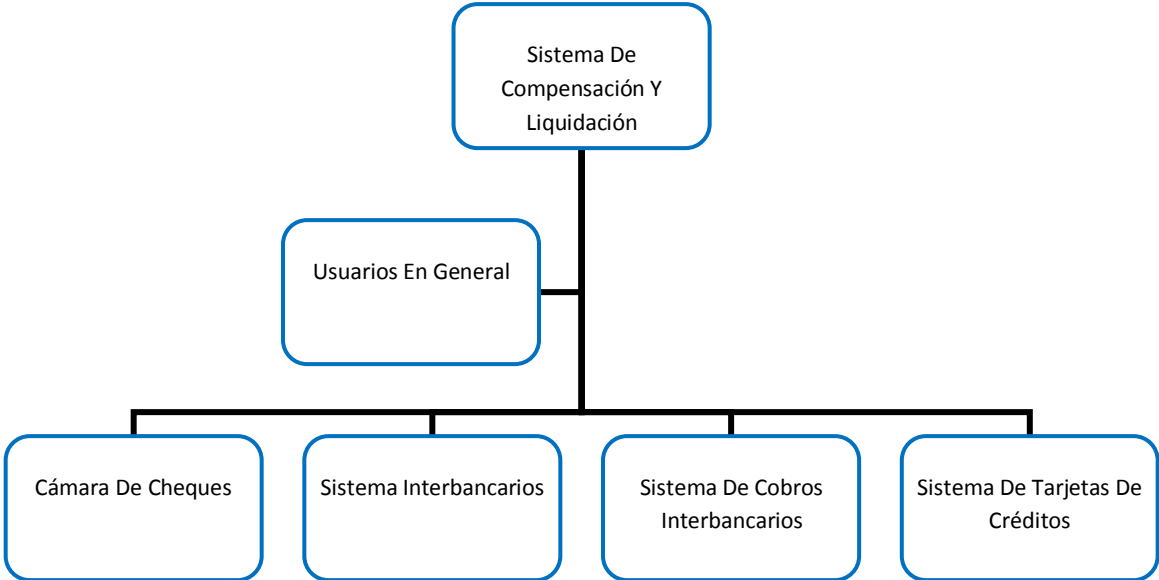 Sistema De
Compensación Y
Liquidación
Usuarios En General
Cámara De Cheques
Sistema Interbancarios
Sistema De Cobros
Interbancarios
Sistema De Tarjetas De
Créditos